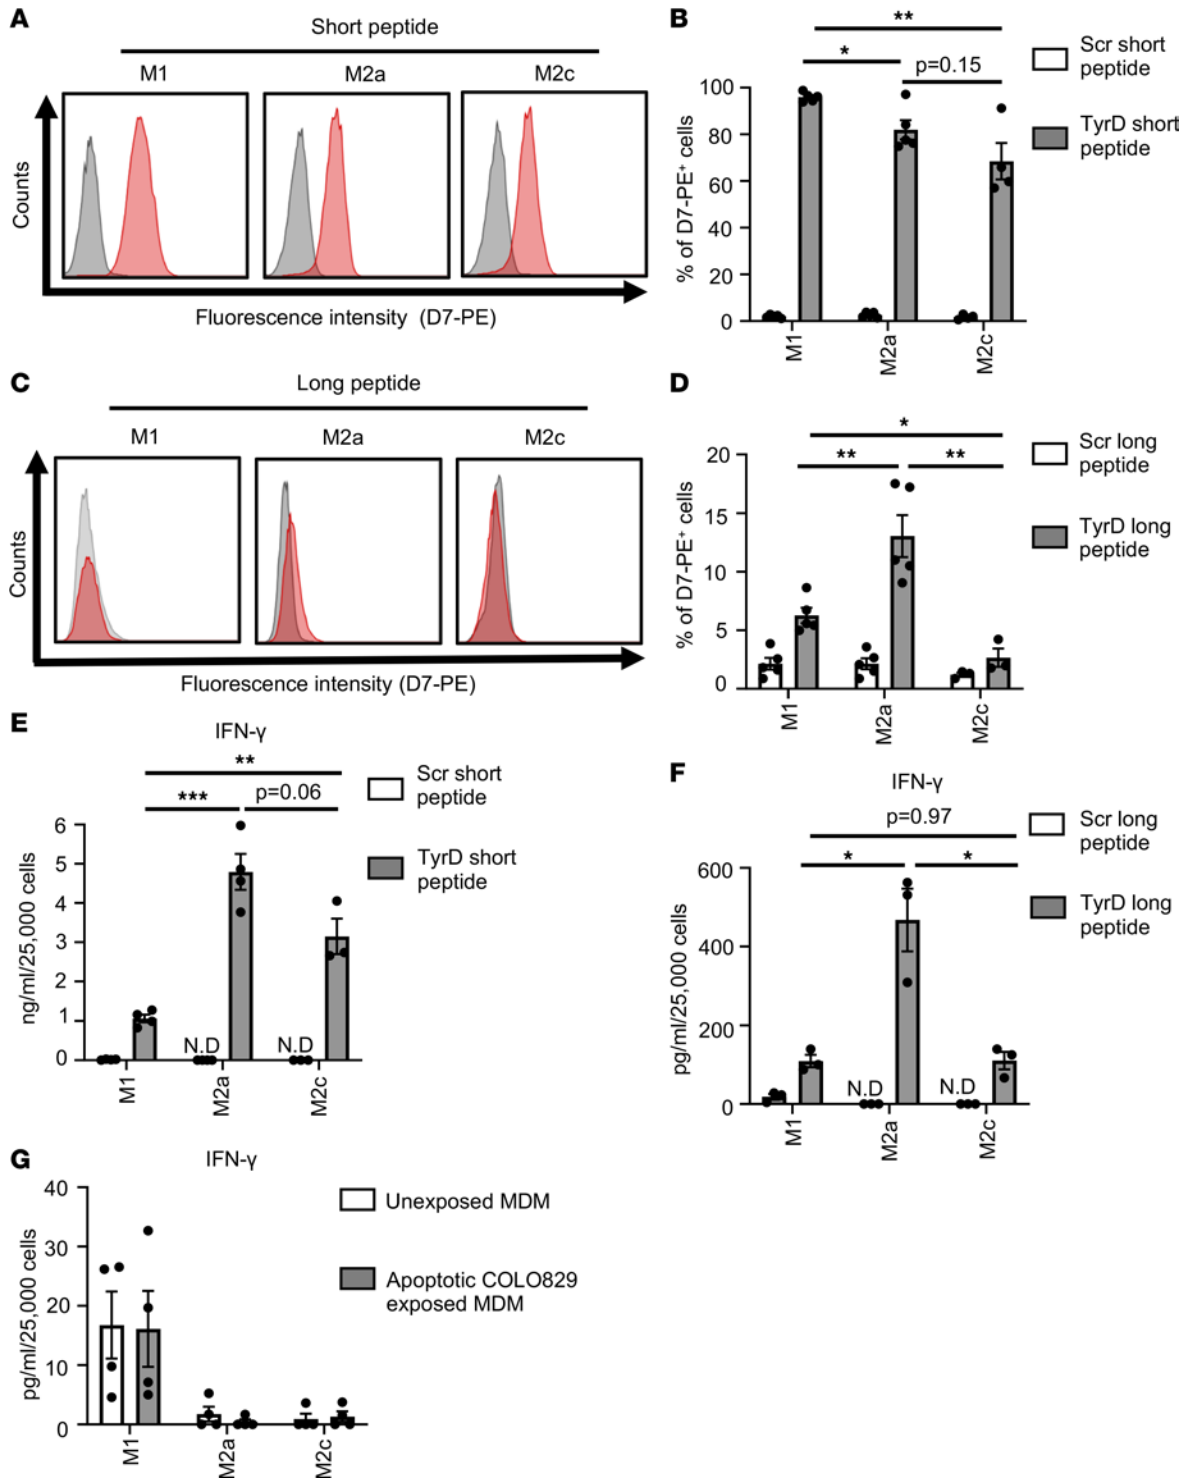 A
Short peptide
M1
M2a
M2c
Counts
Fluorescence intensity (D7-PE)
B
**
*
p=0.15
Scr short
peptide
TyrD short
peptide
% of D7-PE⁺ cells
100
80
60
40
20
0
M1
M2a
M2c
C
Long peptide
M1
M2a
M2c
Counts
Fluorescence intensity (D7-PE)
D
*
**
**
Scr long
peptide
TyrD long
peptide
% of D7-PE⁺ cells
20
15
10
5
0
M1
M2a
M2c
E
IFN-γ
**
***
p=0.06
Scr short
peptide
TyrD short
peptide
ng/ml/25,000 cells
6
5
4
3
2
1
0
N.D
N.D
M1
M2a
M2c
F
IFN-γ
p=0.97
*
*
Scr long
peptide
TyrD long
peptide
pg/ml/25,000 cells
600
400
200
0
N.D
N.D
M1
M2a
M2c
G
IFN-γ
Unexposed MDM
Apoptotic COLO829
exposed MDM
pg/ml/25,000 cells
40
30
20
10
0
M1
M2a
M2c